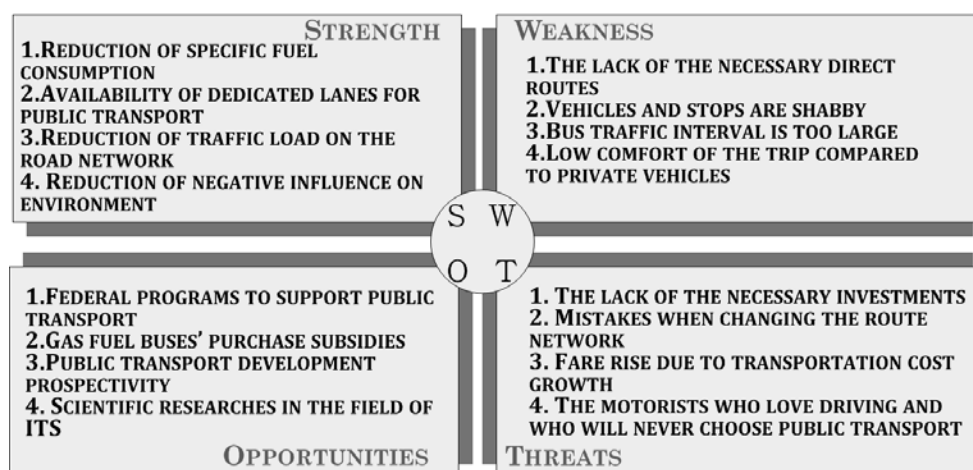 STRENGTH
1.REDUCTION OF SPECIFIC FUEL
CONSUMPTION
2.AVAILABILITY OF DEDICATED LANES FOR
PUBLIC TRANSPORT
3.REDUCTION OF TRAFFIC LOAD ON THE
ROAD NETWORK
4. REDUCTION OF NEGATIVE INFLUENCE ON
ENVIRONMENT
WEAKNESS
1.THE LACK OF THE NECESSARY DIRECT
ROUTES
2.VEHICLES AND STOPS ARE SHABBY
3.BUS TRAFFIC INTERVAL IS TOO LARGE
4.LOW COMFORT OF THE TRIP COMPARED
TO PRIVATE VEHICLES
S W
O T
1.FEDERAL PROGRAMS TO SUPPORT PUBLIC
TRANSPORT
2.GAS FUEL BUSES’ PURCHASE SUBSIDIES
3.PUBLIC TRANSPORT DEVELOPMENT
PROSPECTIVITY
4. SCIENTIFIC RESEARCHES IN THE FIELD OF
ITS
OPPORTUNITIES
1. THE LACK OF THE NECESSARY INVESTMENTS
2. MISTAKES WHEN CHANGING THE ROUTE
NETWORK
3. FARE RISE DUE TO TRANSPORTATION COST
GROWTH
4. THE MOTORISTS WHO LOVE DRIVING AND
WHO WILL NEVER CHOOSE PUBLIC TRANSPORT
THREATS